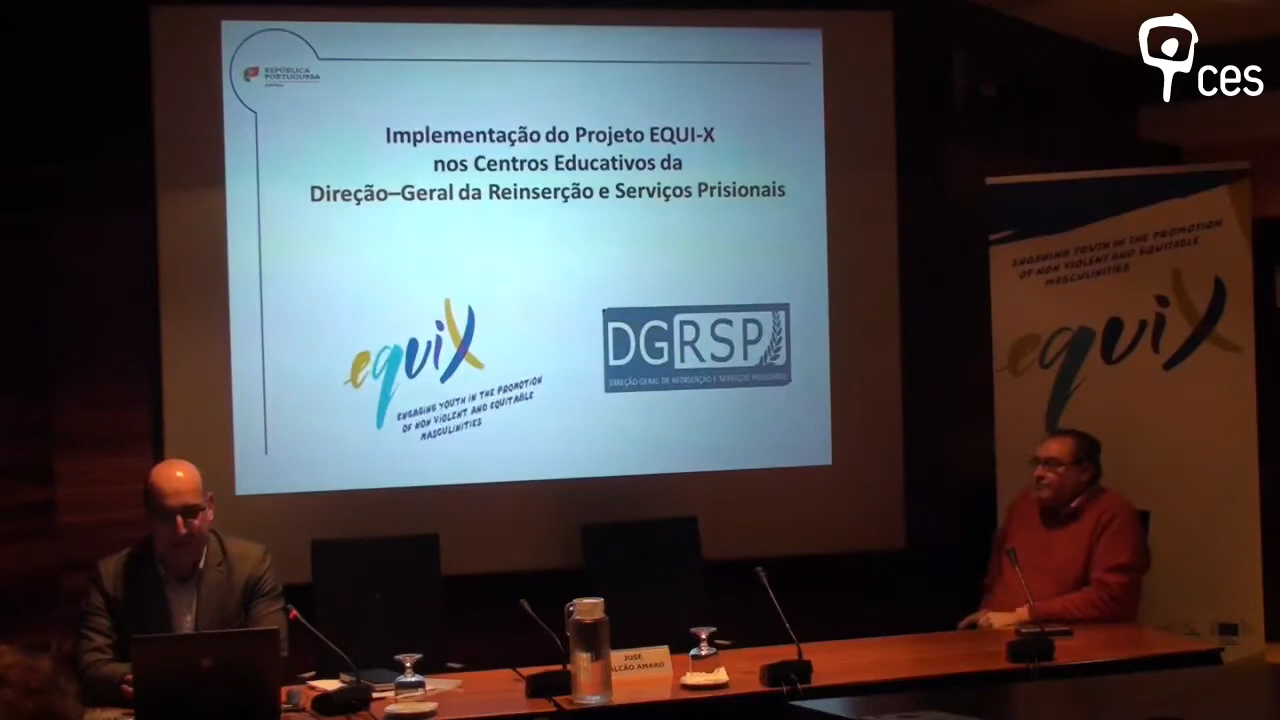 ces
REPÚBLICA
PORTUGUESA
Implementação do Projeto EQUI-X
nos Centros Educativos da
Direção–Geral da Reinserção e Serviços Prisionais
equiX
ENGAGING YOUTH IN THE PROMOTION
OF NON VIOLENT AND EQUITABLE
MASCULINITIES
DGRSP
DIREÇÃO-GERAL DE REINSERÇÃO E SERVIÇOS PRISIONAIS
ENGAGING YOUTH IN THE PROMOTION
OF NON VIOLENT AND EQUITABLE
MASCULINITIES
equiX
JOSÉ
AMARO